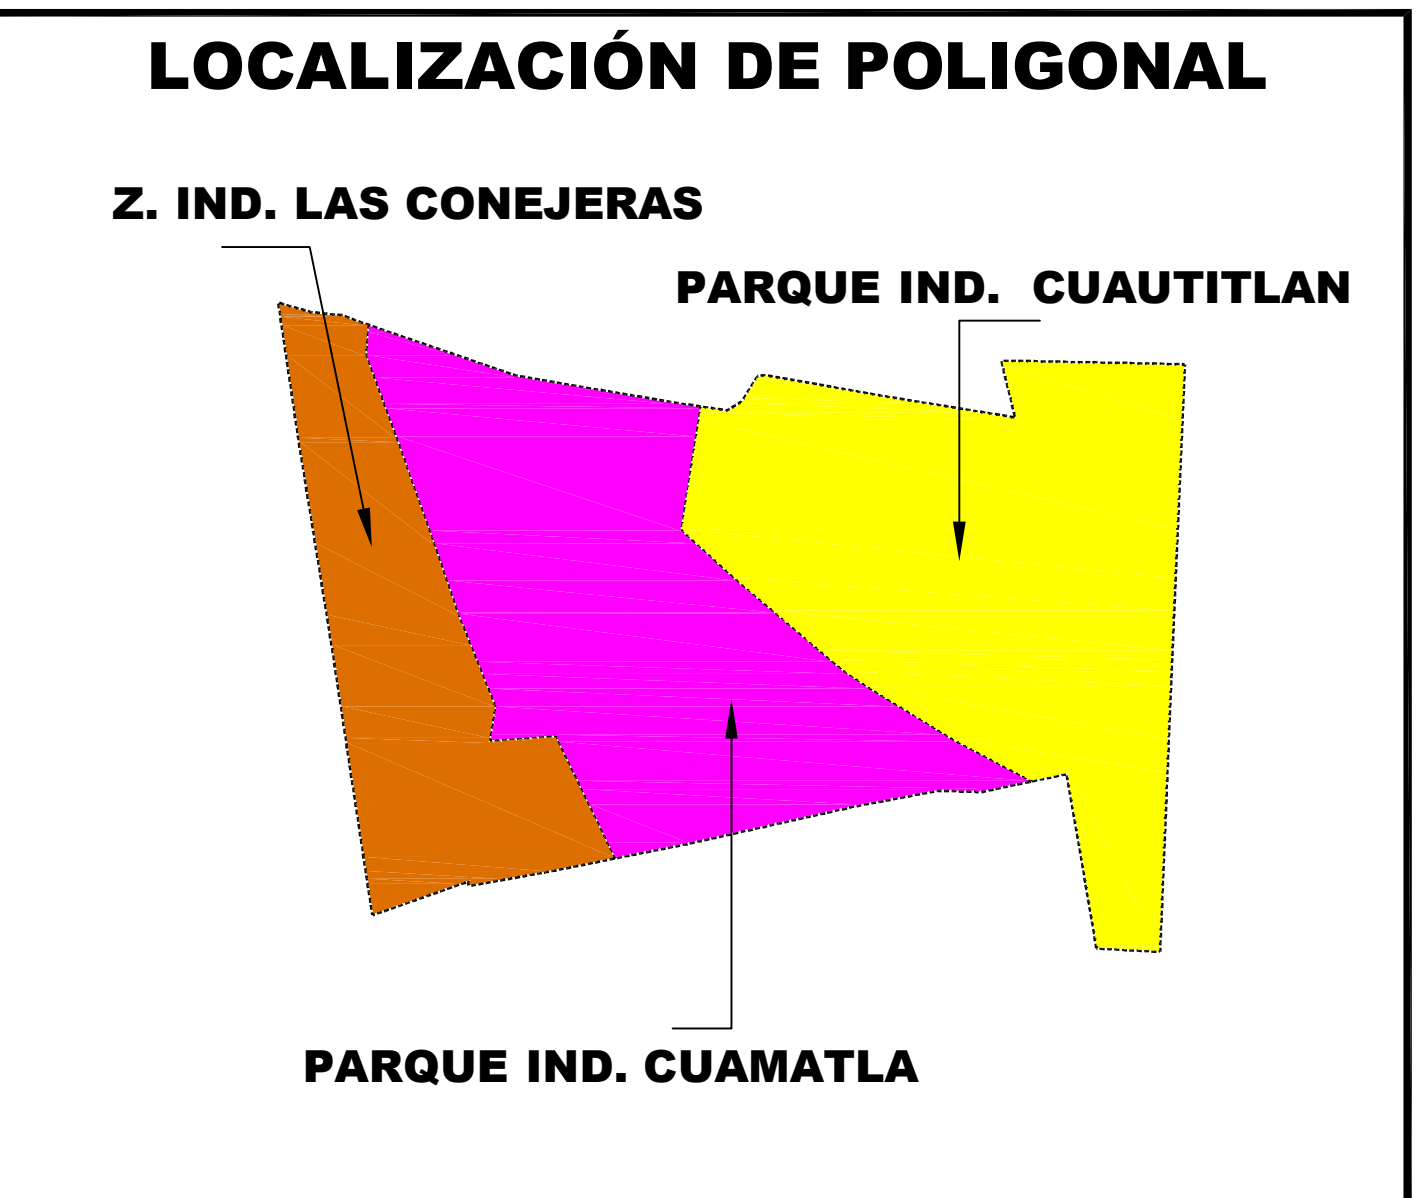 LOCALIZACIÓN DE POLIGONAL
Z. IND. LAS CONEJERAS
PARQUE IND. CUAUTITLAN
PARQUE IND. CUAMATLA